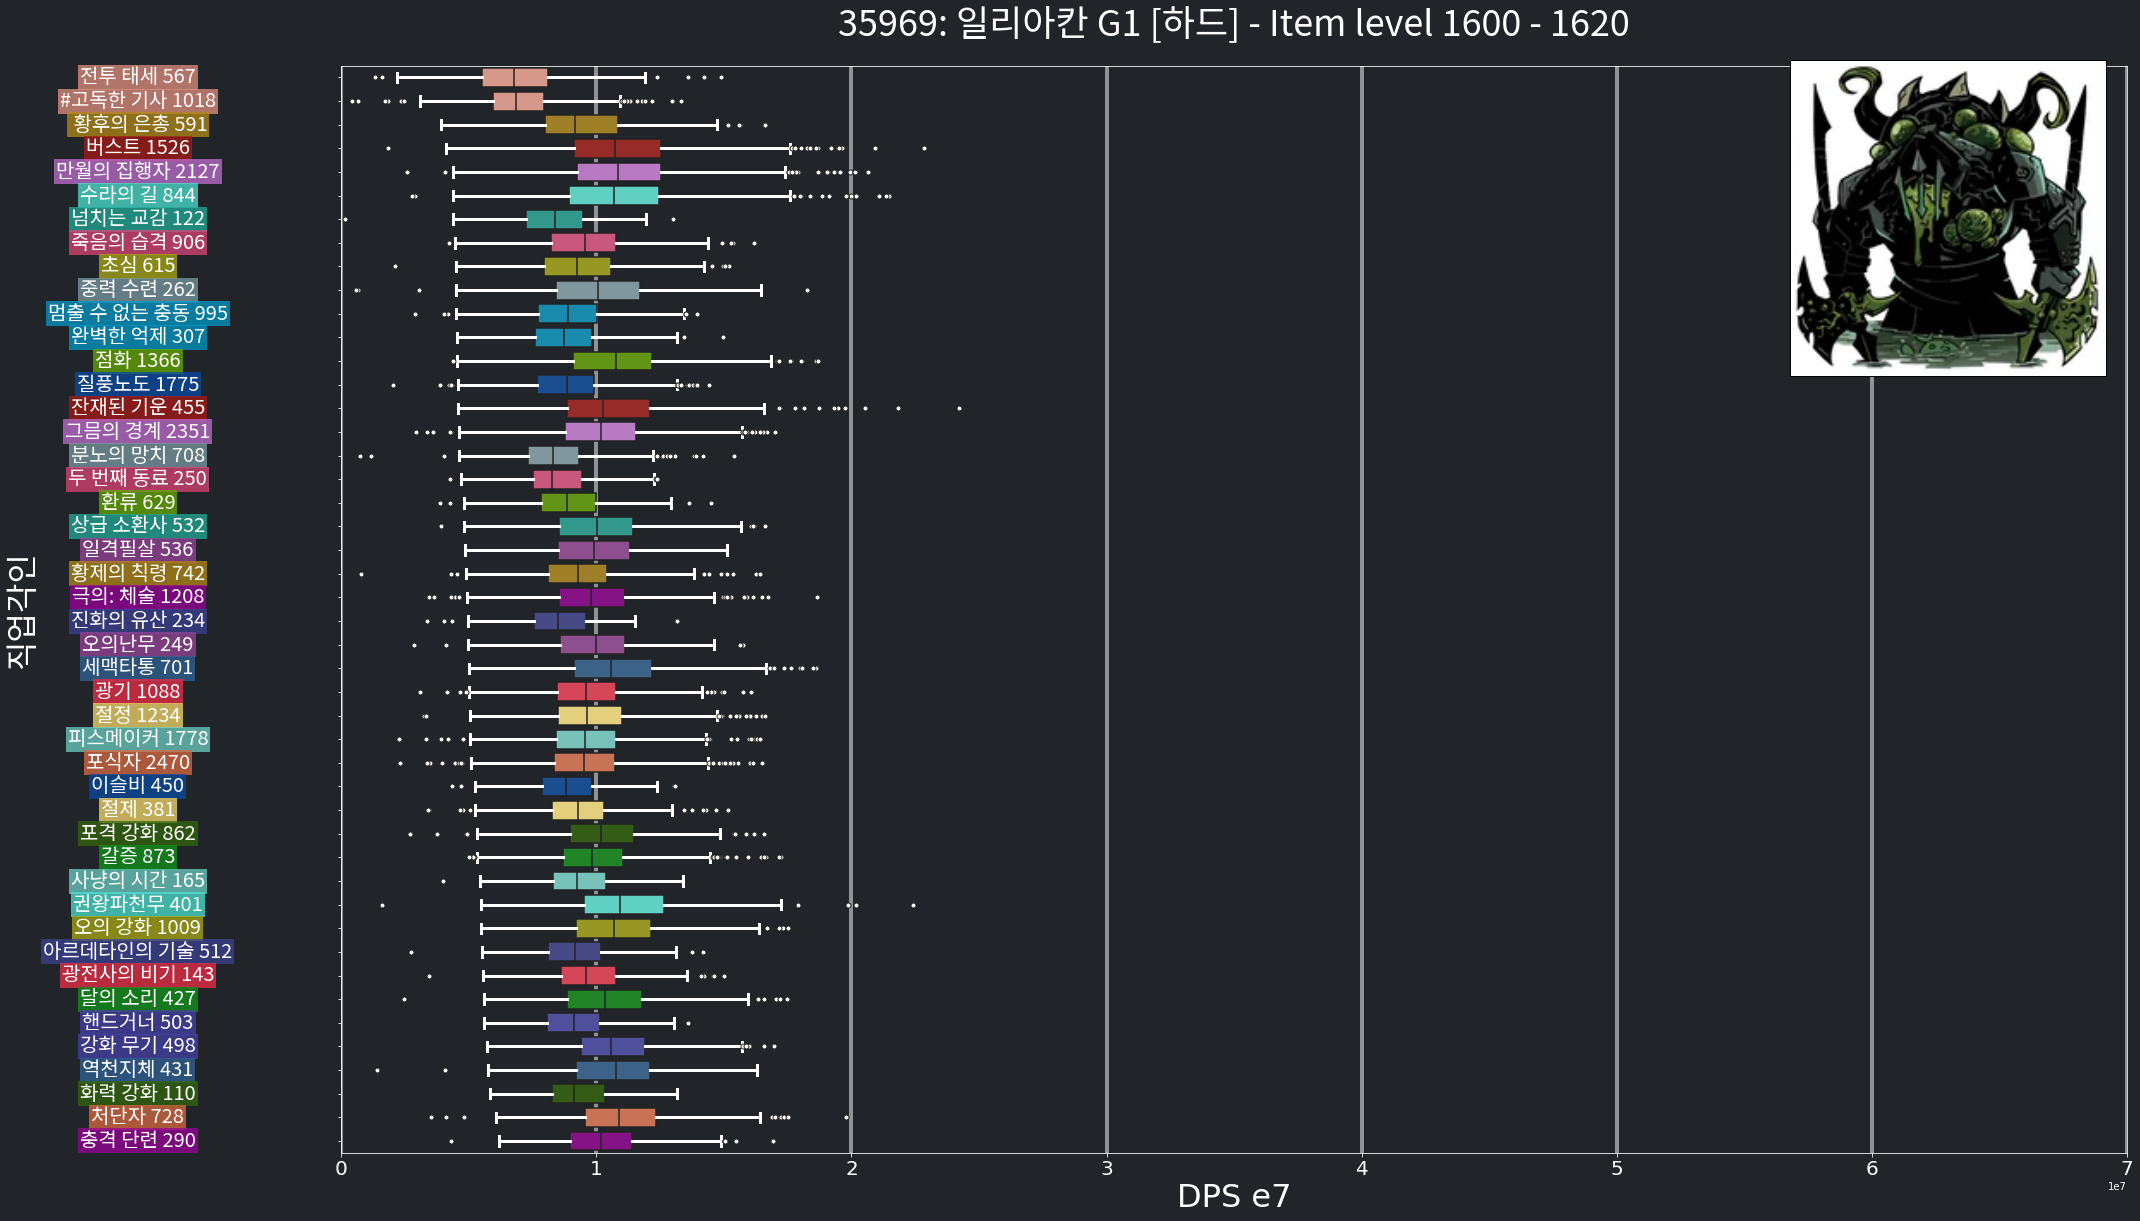 35969: 일리아칸 G1 [하드] - Item level 1600 - 1620
전투 태세 567
#고독한 기사 1018
황후의 은총 591
버스트 1526
만월의 집행자 2127
수라의 길 844
넘치는 교감 122
죽음의 습격 906
초심 615
중력 수련 262
멈출 수 없는 충동 995
완벽한 억제 307
점화 1366
질풍노도 1775
잔재된 기운 455
그믐의 경계 2351
분노의 망치 708
두 번째 동료 250
환류 629
상급 소환사 532
일격필살 536
황제의 칙령 742
극의: 체술 1208
진화의 유산 234
오의난무 249
세맥타통 701
광기 1088
절정 1234
피스메이커 1778
포식자 2470
이슬비 450
절제 381
포격 강화 862
갈증 873
사냥의 시간 165
권왕파천무 401
오의 강화 1009
아르데타인의 기술 512
광전사의 비기 143
달의 소리 427
핸드거너 503
강화 무기 498
역천지체 431
화력 강화 110
처단자 728
충격 단련 290
직업각인
0 1 2 3 4 5 6 7
1e7
DPS e7